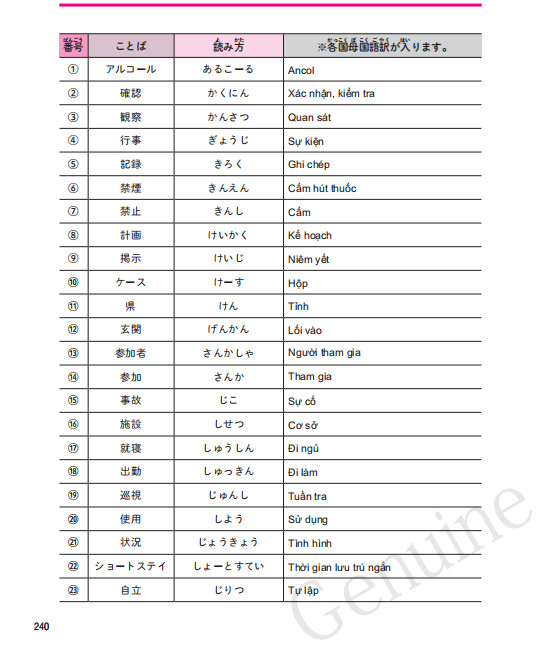 番号 ことば 読み方 ※各国母国語訳が入ります。
① アルコール あるこーる Ancol
② 確認 かくにん Xác nhận, kiểm tra
③ 観察 かんさつ Quan sát
④ 行事 ぎょうじ Sự kiện
⑤ 記録 きろく Ghi chép
⑥ 禁煙 きんえん Cấm hút thuốc
⑦ 禁止 きんし Cấm
⑧ 計画 けいかく Kế hoạch
⑨ 掲示 けいじ Niêm yết
⑩ ケース けーす Hộp
⑪ 県 けん Tỉnh
⑫ 玄関 げんかん Lối vào
⑬ 参加者 さんかしゃ Người tham gia
⑭ 参加 さんか Tham gia
⑮ 事故 じこ Sự cố
⑯ 施設 しせつ Cơ sở
⑰ 就寝 しゅうしん Đi ngủ
⑱ 出勤 しゅっきん Đi làm
⑲ 巡視 じゅんし Tuần tra
⑳ 使用 しよう Sử dụng
㉑ 状況 じょうきょう Tình hình
㉒ ショートステイ しょーとすてい Thời gian lưu trú ngắn
㉓ 自立 じりつ Tự lập
Genuine
240